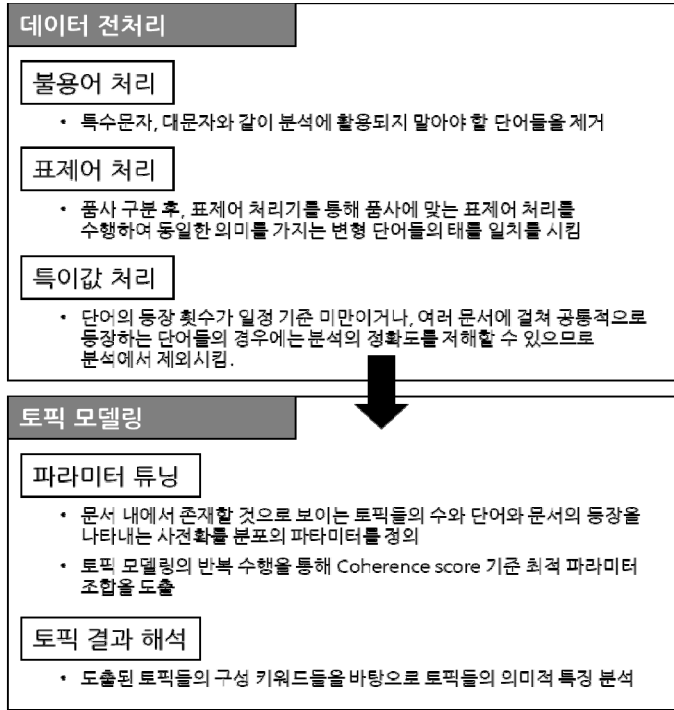 데이터 전처리
불용어 처리
• 특수문자, 대문자와 같이 분석에 활용되지 말아야 할 단어들을 제거
표제어 처리
• 품사 구분 후, 표제어 처리기를 통해 품사에 맞는 표제어 처리를
수행하여 동일한 의미를 가지는 변형 단어들의 태를 일치를 시킴
특이값 처리
• 단어의 등장 횟수가 일정 기준 미만이거나, 여러 문서에 걸쳐 공통적으로
등장하는 단어들의 경우에는 분석의 정확도를 저해할 수 있으므로
분석에서 제외시킴.
토픽 모델링
파라미터 튜닝
• 문서 내에서 존재할 것으로 보이는 토픽들의 수와 단어와 문서의 등장을
나타내는 사전확률 분포의 파타미터를 정의
• 토픽 모델링의 반복 수행을 통해 Coherence score 기준 최적 파라미터
조합을 도출
토픽 결과 해석
• 도출된 토픽들의 구성 키워드들을 바탕으로 토픽들의 의미적 특징 분석